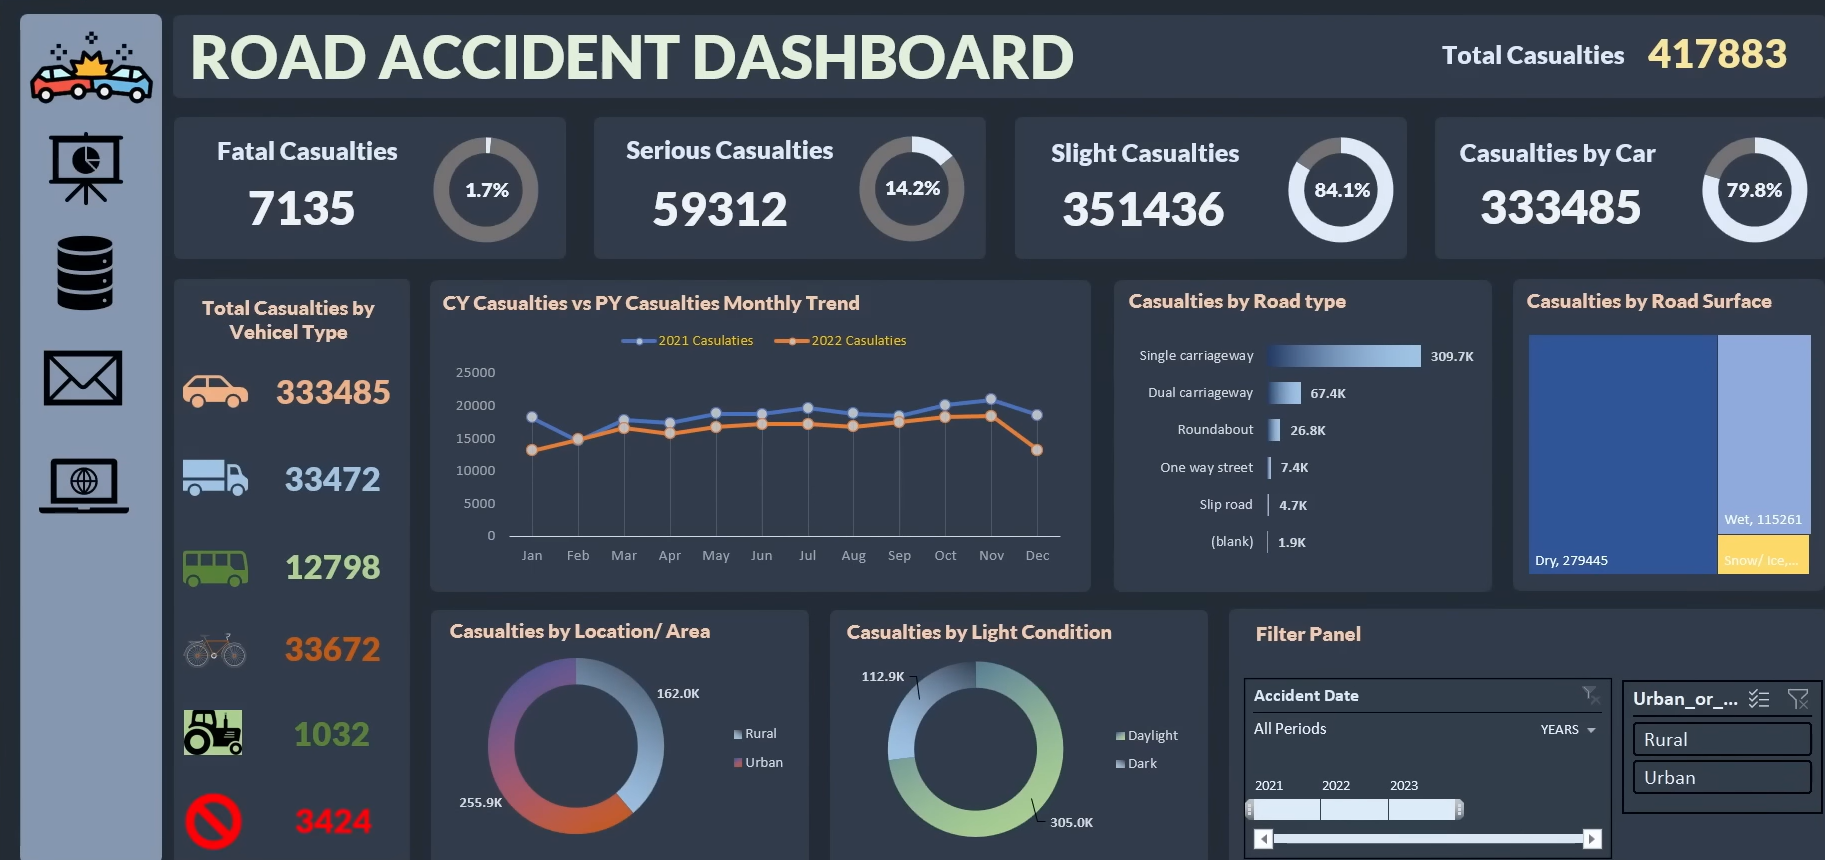 ROAD ACCIDENT DASHBOARD
Total Casualties 417883
Fatal Casualties
7135
1.7%
Serious Casualties
59312
14.2%
Slight Casualties
351436
84.1%
Casualties by Car
333485
79.8%
Total Casualties by
Vehicel Type
333485
33472
12798
33672
1032
3424
CY Casualties vs PY Casualties Monthly Trend
2021 Casulaties 2022 Casulaties
25000
20000
15000
10000
5000
0
Jan Feb Mar Apr May Jun Jul Aug Sep Oct Nov Dec
Casualties by Road type
Single carriageway 309.7K
Dual carriageway 67.4K
Roundabout 26.8K
One way street 7.4K
Slip road 4.7K
(blank) 1.9K
Casualties by Road Surface
Wet, 115261
Dry, 279445
Snow/ Ice,...
Casualties by Location/ Area
162.0K
Rural
Urban
255.9K
Casualties by Light Condition
112.9K
Daylight
Dark
305.0K
Filter Panel
Accident Date
All Periods YEARS
2021 2022 2023
Urban_or_...
Rural
Urban